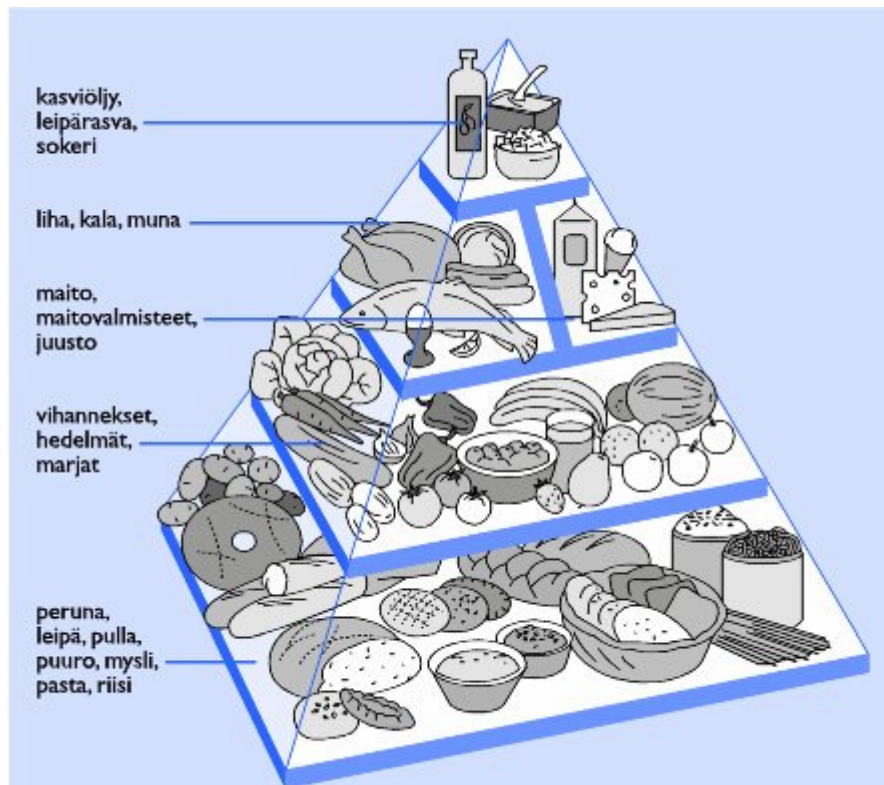 kasviöljy,
leipärasva,
sokeri
liha, kala, muna
maito,
maitovalmisteet,
juusto
vihannekset,
hedelmät,
marjat
peruna,
leipä, pulla,
puuro, mysli,
pasta, riisi